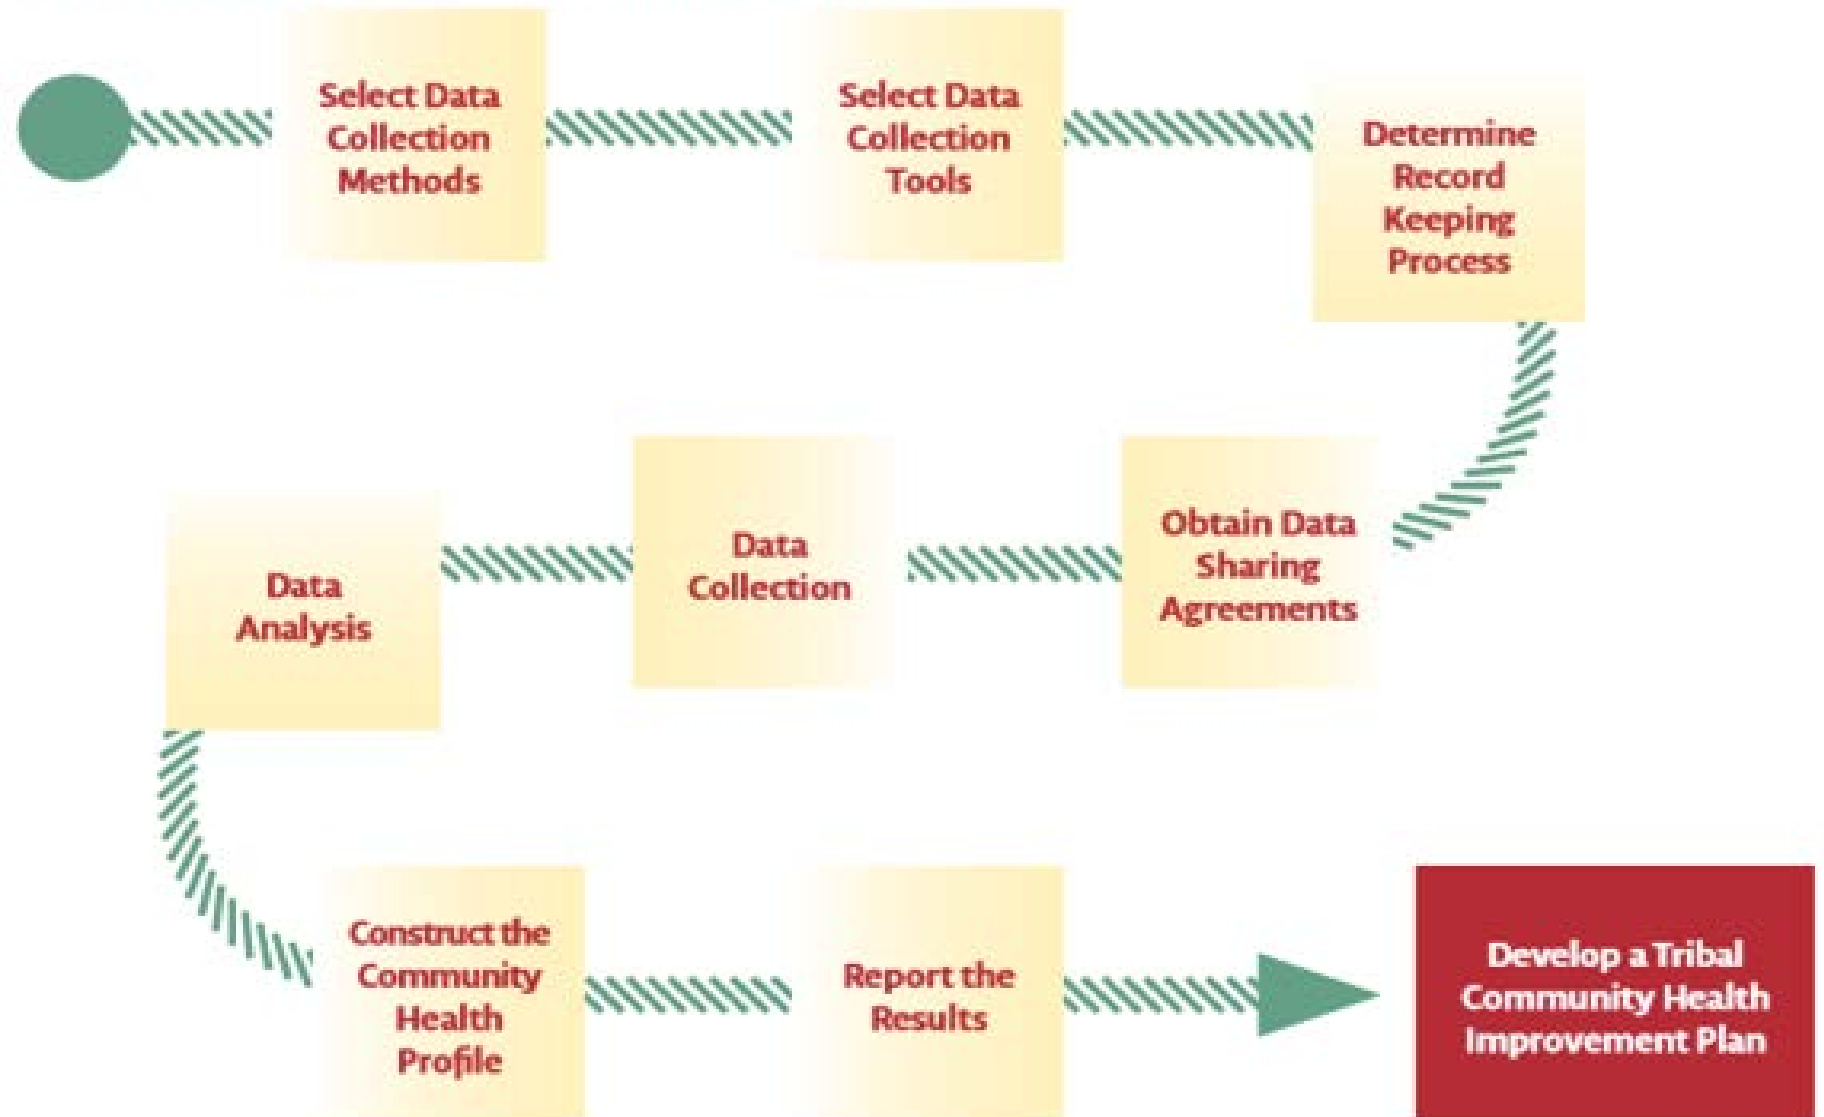 Select Data
Collection
Methods
Select Data
Collection
Tools
Determine
Record
Keeping
Process
Obtain Data
Sharing
Agreements
Data
Collection
Data
Analysis
Construct the
Community
Health
Profile
Report the
Results
Develop a Tribal
Community Health
Improvement Plan